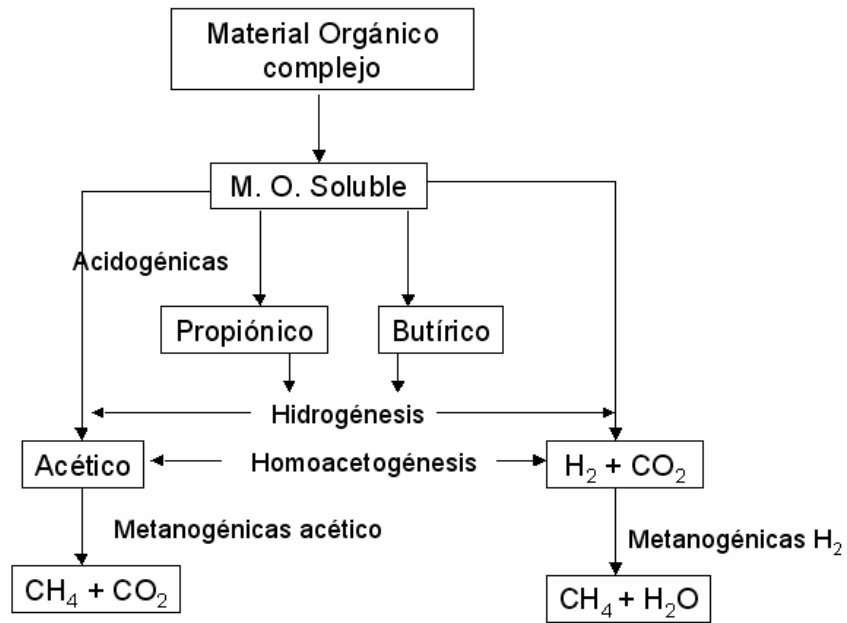 Material Orgánico
complejo
M. O. Soluble
Acidogénicas
Propiónico
Butírico
Hidrogénesis
Acético
Homoacetogénesis
H₂ + CO₂
Metanogénicas acético
Metanogénicas H₂
CH₄ + CO₂
CH₄ + H₂O